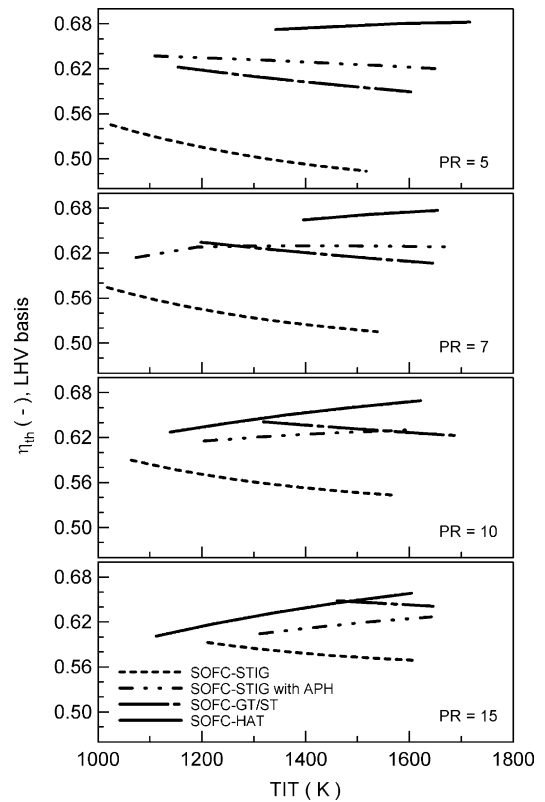 0.68
0.62
0.56
0.50
PR = 5
0.68
0.62
0.56
0.50
PR = 7
0.68
0.62
0.56
0.50
PR = 10
0.68
0.62
0.56
0.50
SOFC-STIG
SOFC-STIG with APH
SOFC-GT/ST
SOFC-HAT
PR = 15
1000 1200 1400 1600 1800
TIT ( K )
ηth ( - ), LHV basis